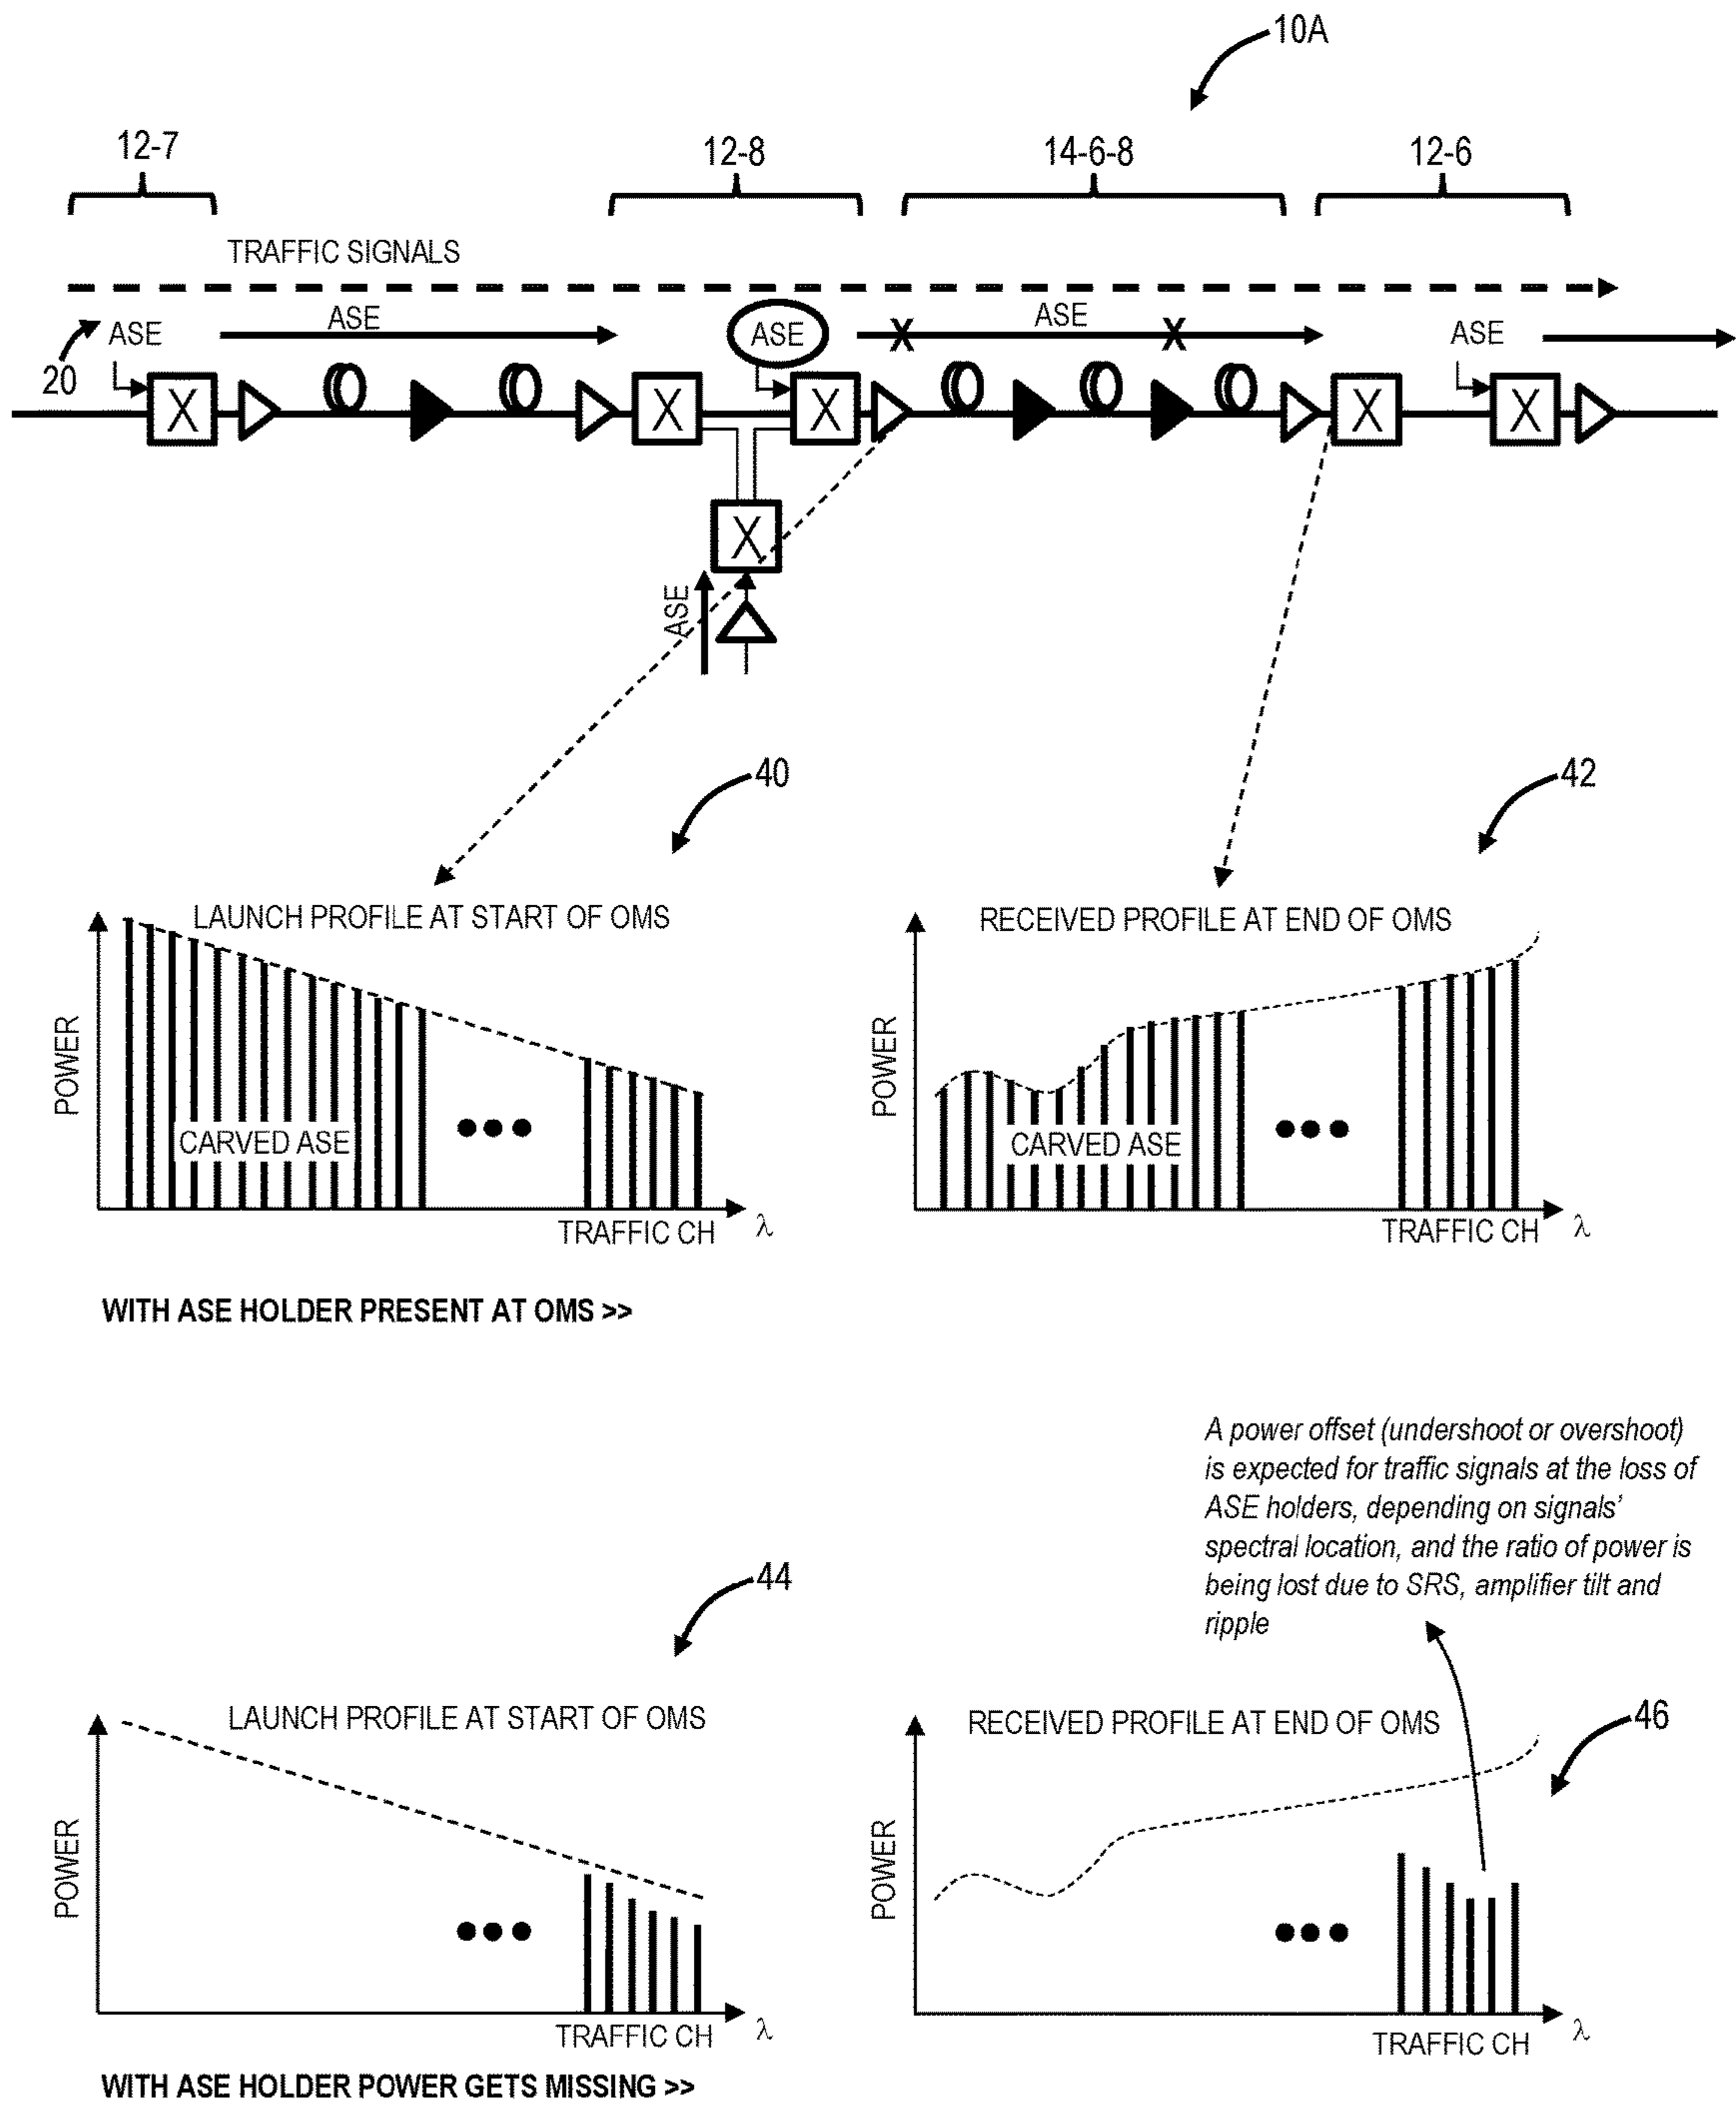 10A
12-7
12-8
14-6-8
12-6
TRAFFIC SIGNALS
20
ASE
ASE
ASE
ASE
ASE
X
X
X
X
X
X
X
X
ASE
40
42
LAUNCH PROFILE AT START OF OMS
POWER
CARVED ASE
TRAFFIC CH
λ
RECEIVED PROFILE AT END OF OMS
POWER
CARVED ASE
TRAFFIC CH
λ
WITH ASE HOLDER PRESENT AT OMS >>
A power offset (undershoot or overshoot)
is expected for traffic signals at the loss of
ASE holders, depending on signals'
spectral location, and the ratio of power is
being lost due to SRS, amplifier tilt and
ripple
44
46
LAUNCH PROFILE AT START OF OMS
POWER
TRAFFIC CH
λ
RECEIVED PROFILE AT END OF OMS
POWER
TRAFFIC CH
λ
WITH ASE HOLDER POWER GETS MISSING >>